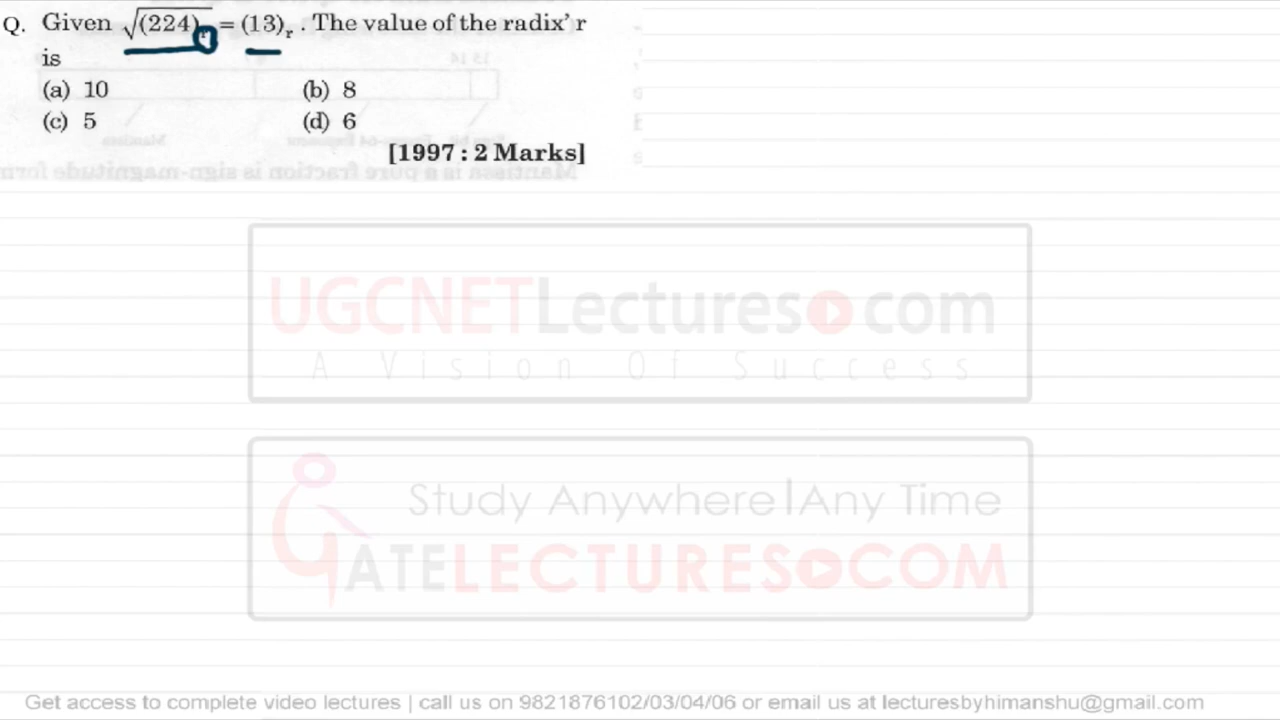 Q. Given √(224)r = (13)r . The value of the radix' r
is
(a) 10 (b) 8
(c) 5 (d) 6
[1997 : 2 Marks]
UGCNETLectures.com
A Vision Of Success
Study Anywhere|Any Time
GATELECTURES.COM
Get access to complete video lectures | call us on 9821876102/03/04/06 or email us at lecturesbyhimanshu@gmail.com